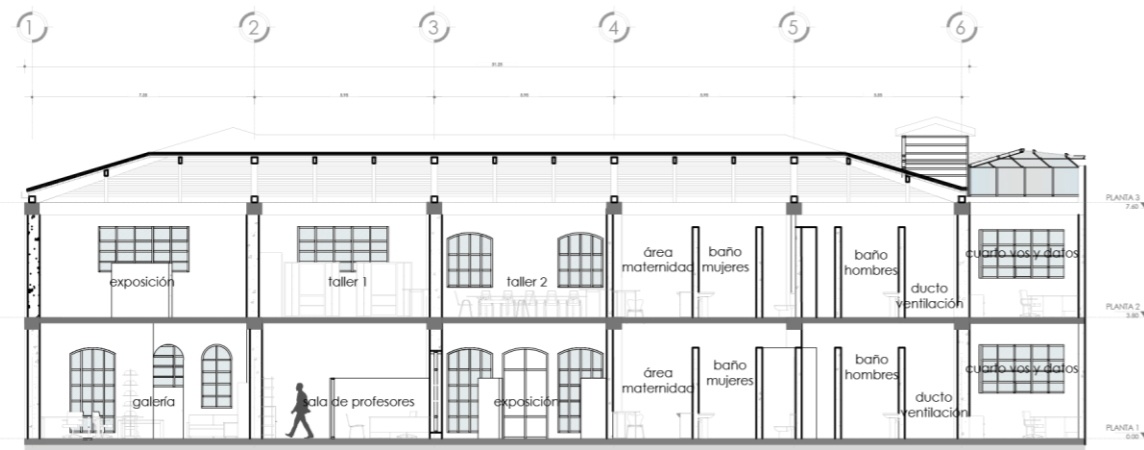 1 2 3 4 5 6
PLANTA 3
7.60
exposición
taller 1
taller 2
área
maternidad
baño
mujeres
baño
hombres
ducto
ventilación
cuarto vos y datos
PLANTA 2
3.80
galería
sala de profesores
exposición
área
maternidad
baño
mujeres
baño
hombres
ducto
ventilación
cuarto vos y datos
PLANTA 1
0.00